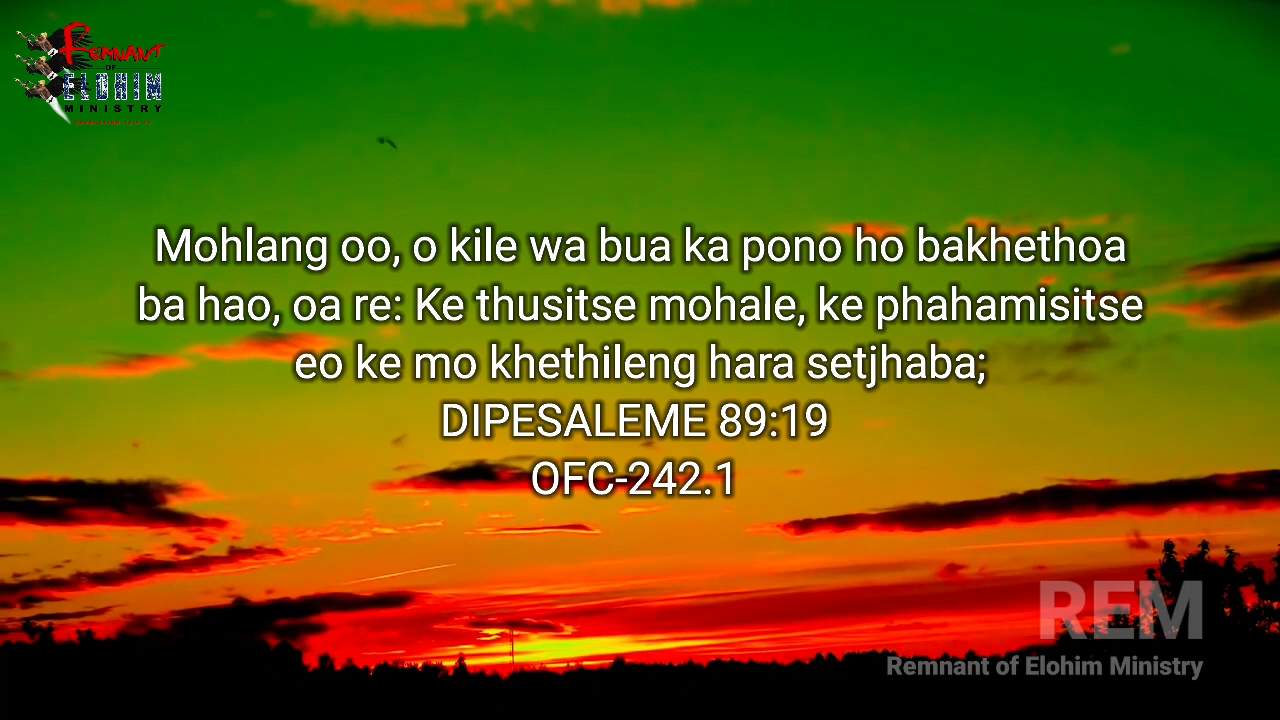 REMNANT
OF
ELOHIM
MINISTRY
Mohlang oo, o kile wa bua ka pono ho bakhethoa
ba hao, oa re: Ke thusitse mohale, ke phahamisitse
eo ke mo khethileng hara setjhaba;
DIPESALEME 89:19
OFC-242.1
REM
Remnant of Elohim Ministry